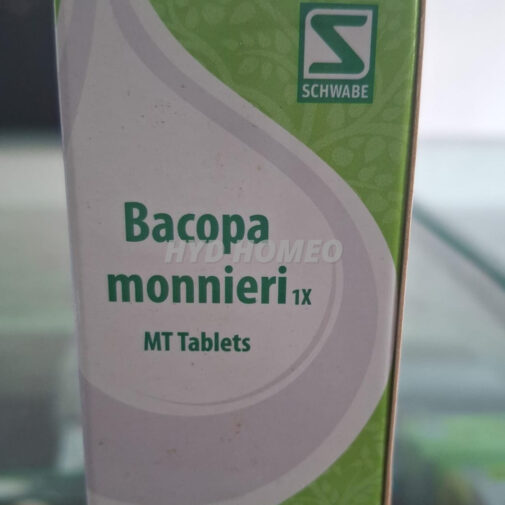 SCHWABE
Bacopa
HYD HOMEO
monnieri 1X
MT Tablets